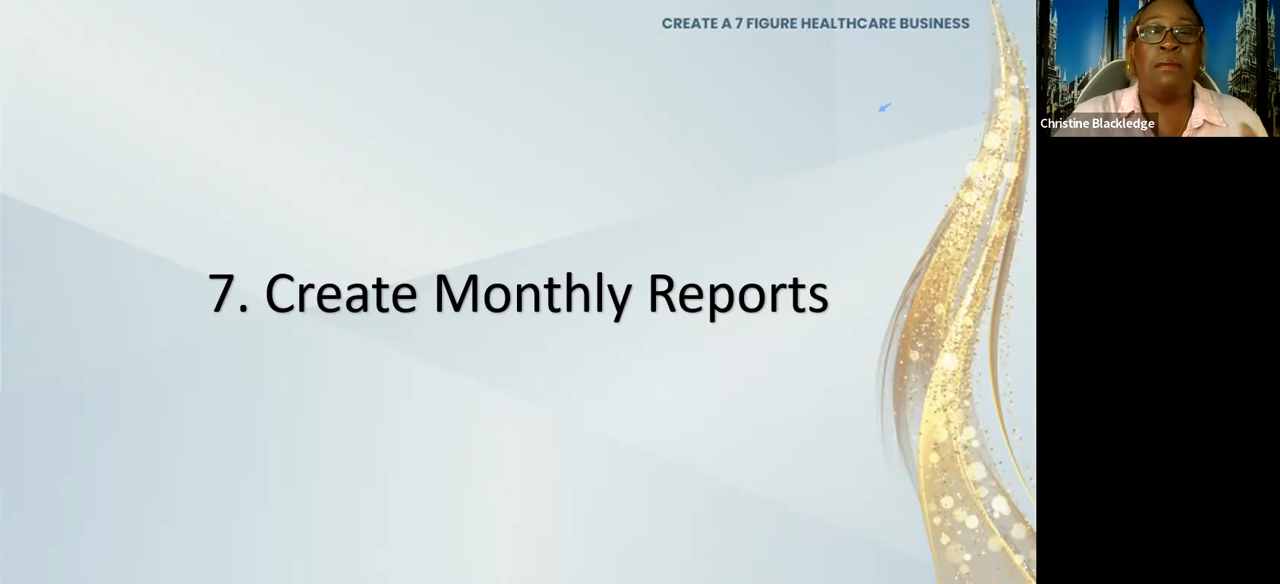 CREATE A 7 FIGURE HEALTHCARE BUSINESS
7. Create Monthly Reports
Christine Blackledge